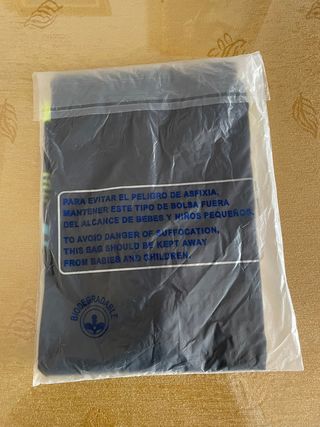 PARA EVITAR EL PELIGRO DE ASFIXIA,
MANTENER ESTE TIPO DE BOLSA FUERA
DEL ALCANCE DE BEBES Y NIÑOS PEQUEÑOS.
TO AVOID DANGER OF SUFFOCATION,
THIS BAG SHOULD BE KEPT AWAY
FROM BABIES AND CHILDREN.
BIODEGRADABLE